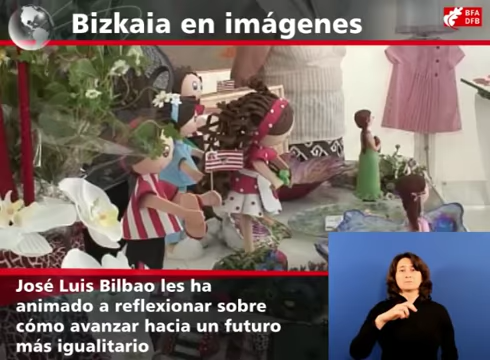 Bizkaia en imágenes
BFA
DFB
José Luis Bilbao les ha
animado a reflexionar sobre
cómo avanzar hacia un futuro
más igualitario